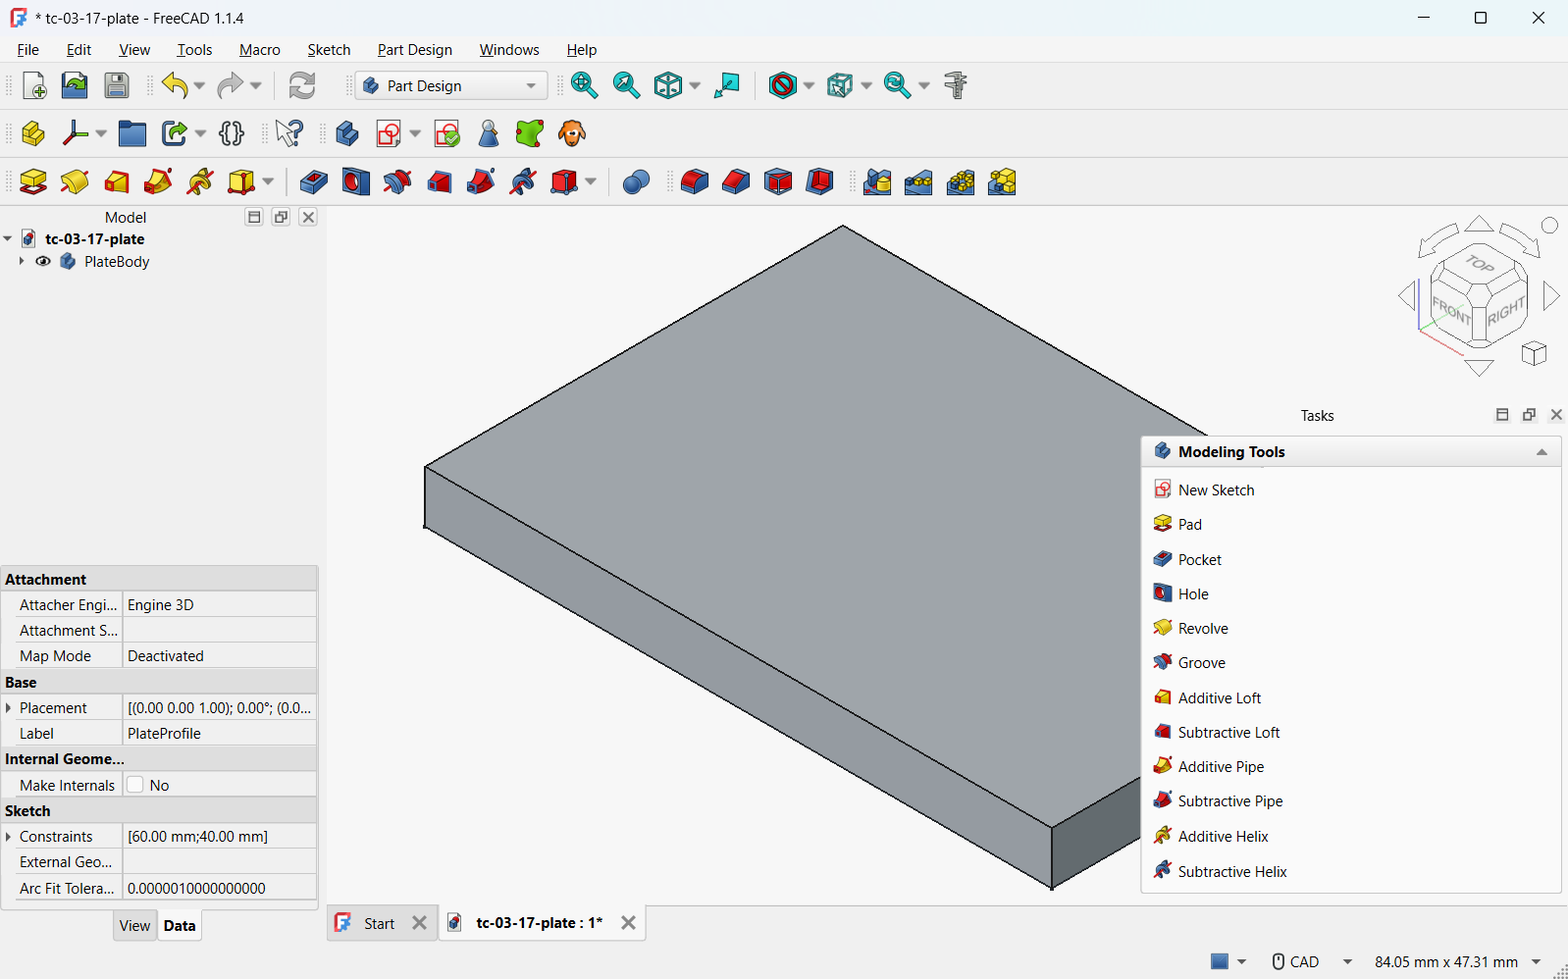 * tc-03-17-plate - FreeCAD 1.1.4
File Edit View Tools Macro Sketch Part Design Windows Help
Part Design
Model
tc-03-17-plate
PlateBody
TOP
FRONT
RIGHT
Tasks
Modeling Tools
New Sketch
Pad
Pocket
Hole
Revolve
Groove
Additive Loft
Subtractive Loft
Additive Pipe
Subtractive Pipe
Additive Helix
Subtractive Helix
Attachment
Attacher Engi... Engine 3D
Attachment S...
Map Mode Deactivated
Base
Placement [(0.00 0.00 1.00); 0.00°; (0.0...
Label PlateProfile
Internal Geome...
Make Internals No
Sketch
Constraints [60.00 mm;40.00 mm]
External Geo...
Arc Fit Tolera... 0.0000010000000000
View Data
Start tc-03-17-plate : 1*
CAD 84.05 mm x 47.31 mm